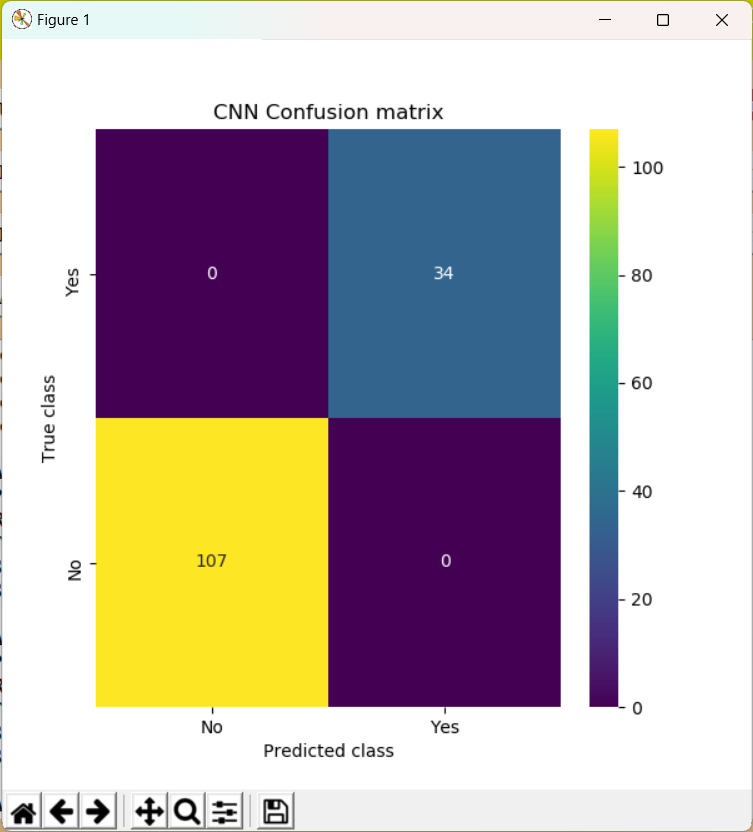 Figure 1
CNN Confusion matrix
Yes
0
34
No
107
0
True class
No
Yes
Predicted class
100
80
60
40
20
0